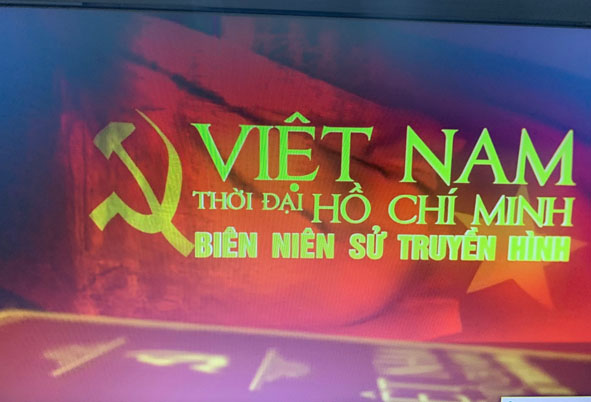 VIỆT NAM
THỜI ĐẠI HỒ CHÍ MINH
BIÊN NIÊN SỬ TRUYỀN HÌNH